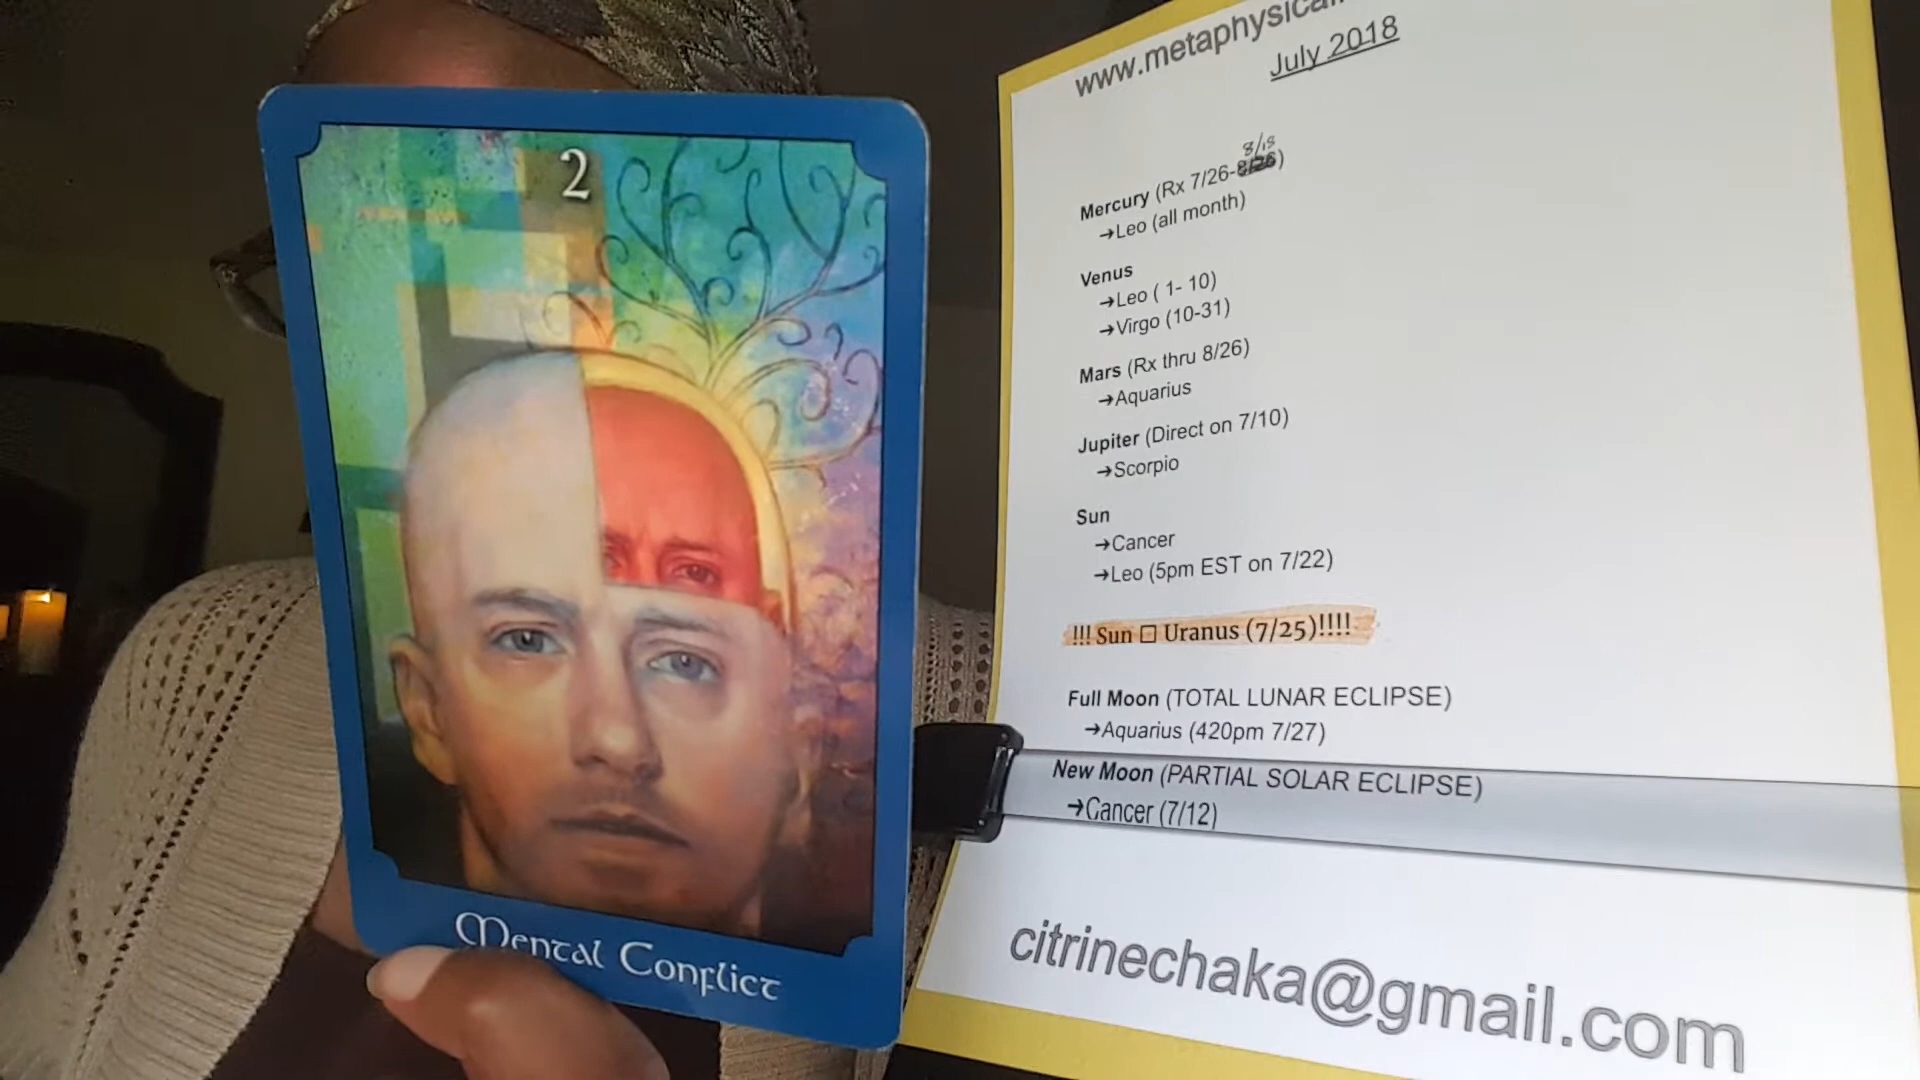 2
Mental Conflict
www.metaphysical
July 2018
8/18
Mercury (Rx 7/26-8/26)
→Leo (all month)
Venus
→Leo ( 1- 10)
→Virgo (10-31)
Mars (Rx thru 8/26)
→Aquarius
Jupiter (Direct on 7/10)
→Scorpio
Sun
→Cancer
→Leo (5pm EST on 7/22)
!!! Sun □ Uranus (7/25)!!!!
Full Moon (TOTAL LUNAR ECLIPSE)
→Aquarius (420pm 7/27)
New Moon (PARTIAL SOLAR ECLIPSE)
→Cancer (7/12)
citrinechaka@gmail.com